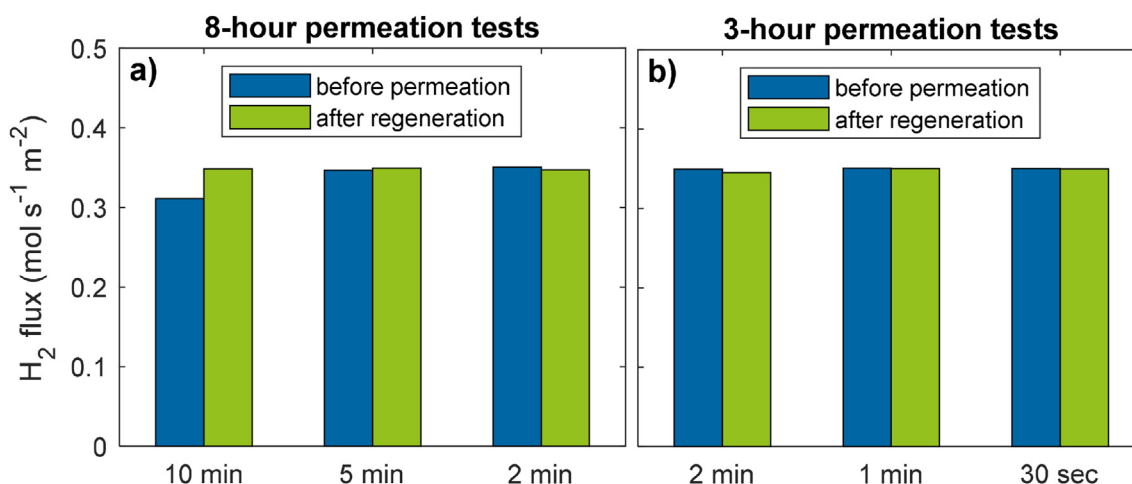 8-hour permeation tests
3-hour permeation tests
H₂ flux (mol s⁻¹ m⁻²)
0.5
0.4
0.3
0.2
0.1
0
a)
before permeation
after regeneration
10 min
5 min
2 min
b)
before permeation
after regeneration
2 min
1 min
30 sec